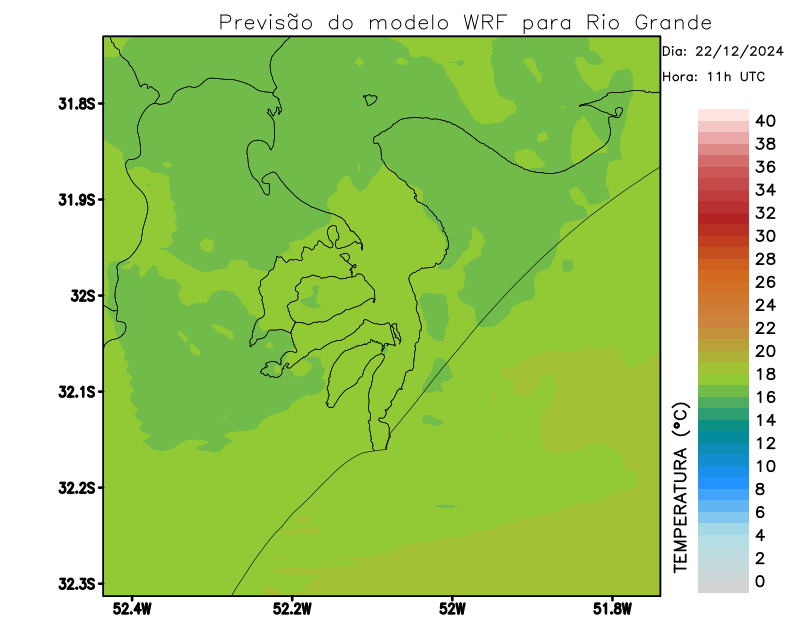 Previsão do modelo WRF para Rio Grande
Dia: 22/12/2024
Hora: 11h UTC
31.8S
31.9S
32S
32.1S
32.2S
32.3S
52.4W
52.2W
52W
51.8W
TEMPERATURA (°C)
40
38
36
34
32
30
28
26
24
22
20
18
16
14
12
10
8
6
4
2
0